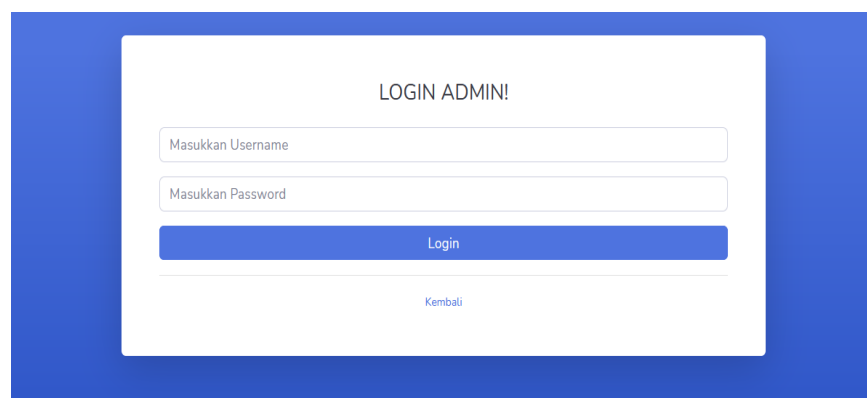 LOGIN ADMIN!
Masukkan Username
Masukkan Password
Login
Kembali